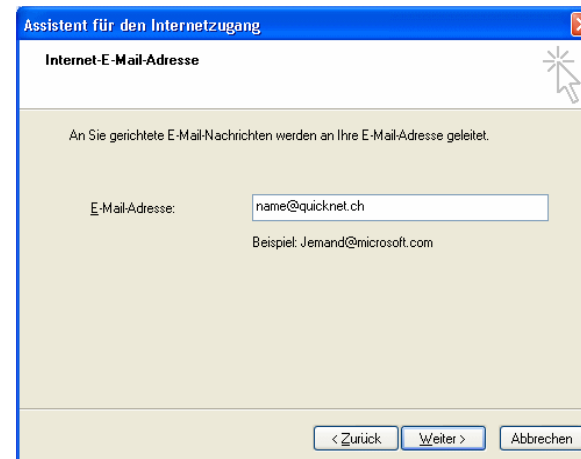 Assistent für den Internetzugang
Internet-E-Mail-Adresse
An Sie gerichtete E-Mail-Nachrichten werden an Ihre E-Mail-Adresse geleitet.
E-Mail-Adresse: name@quicknet.ch
Beispiel: Jemand@microsoft.com
< Zurück Weiter > Abbrechen